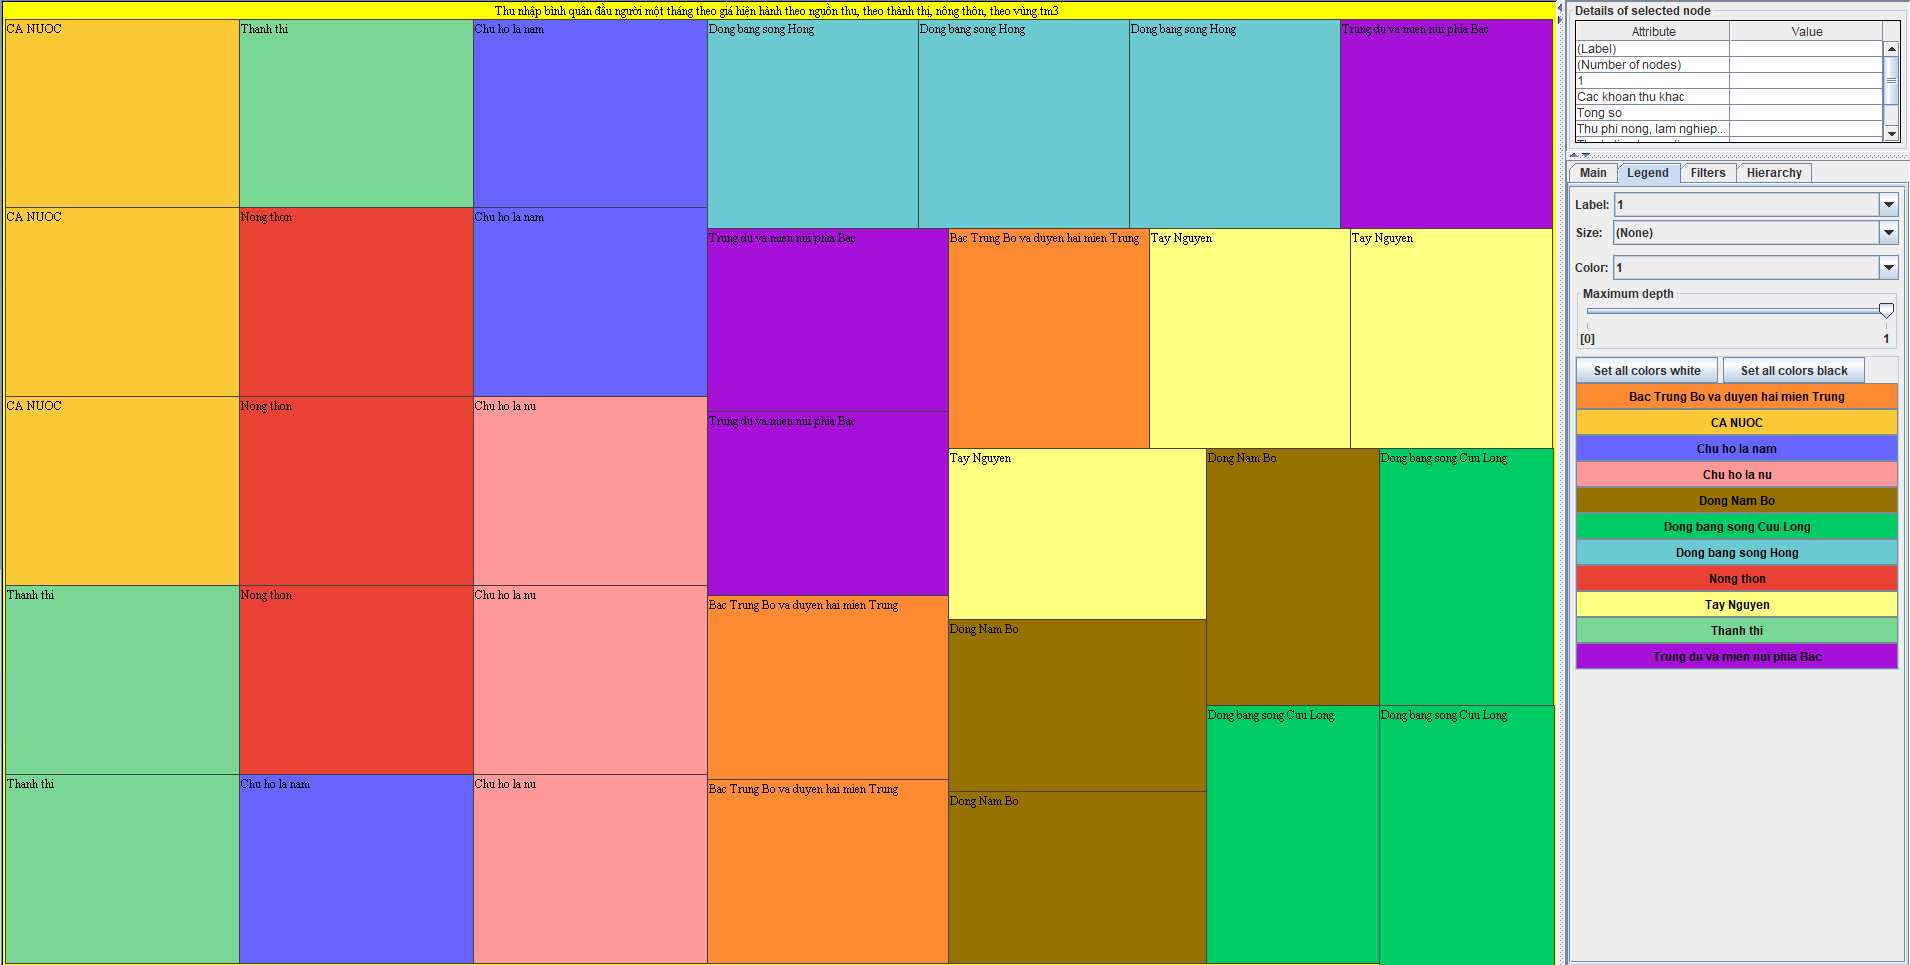 Thu nhập bình quân đầu người một tháng theo giá hiện hành theo nguồn thu, theo thành thị, nông thôn, theo vùng.tm3
CA NUOC
Thanh thi
Chu ho la nam
Dong bang song Hong
Dong bang song Hong
Dong bang song Hong
Trung du va mien nui phia Bac
CA NUOC
Nong thon
Chu ho la nam
Trung du va mien nui phia Bac
Bac Trung Bo va duyen hai mien Trung
Tay Nguyen
Tay Nguyen
CA NUOC
Nong thon
Chu ho la nu
Trung du va mien nui phia Bac
Tay Nguyen
Dong Nam Bo
Dong bang song Cuu Long
Thanh thi
Nong thon
Chu ho la nu
Bac Trung Bo va duyen hai mien Trung
Dong Nam Bo
Dong bang song Cuu Long
Dong bang song Cuu Long
Thanh thi
Chu ho la nam
Chu ho la nu
Bac Trung Bo va duyen hai mien Trung
Dong Nam Bo
Details of selected node
Attribute Value
(Label)
(Number of nodes)
1
Cac khoan thu khac
Tong so
Thu phi nong, lam nghiep...
Main Legend Filters Hierarchy
Label: 1
Size: (None)
Color: 1
Maximum depth
[0] 1
Set all colors white Set all colors black
Bac Trung Bo va duyen hai mien Trung
CA NUOC
Chu ho la nam
Chu ho la nu
Dong Nam Bo
Dong bang song Cuu Long
Dong bang song Hong
Nong thon
Tay Nguyen
Thanh thi
Trung du va mien nui phia Bac